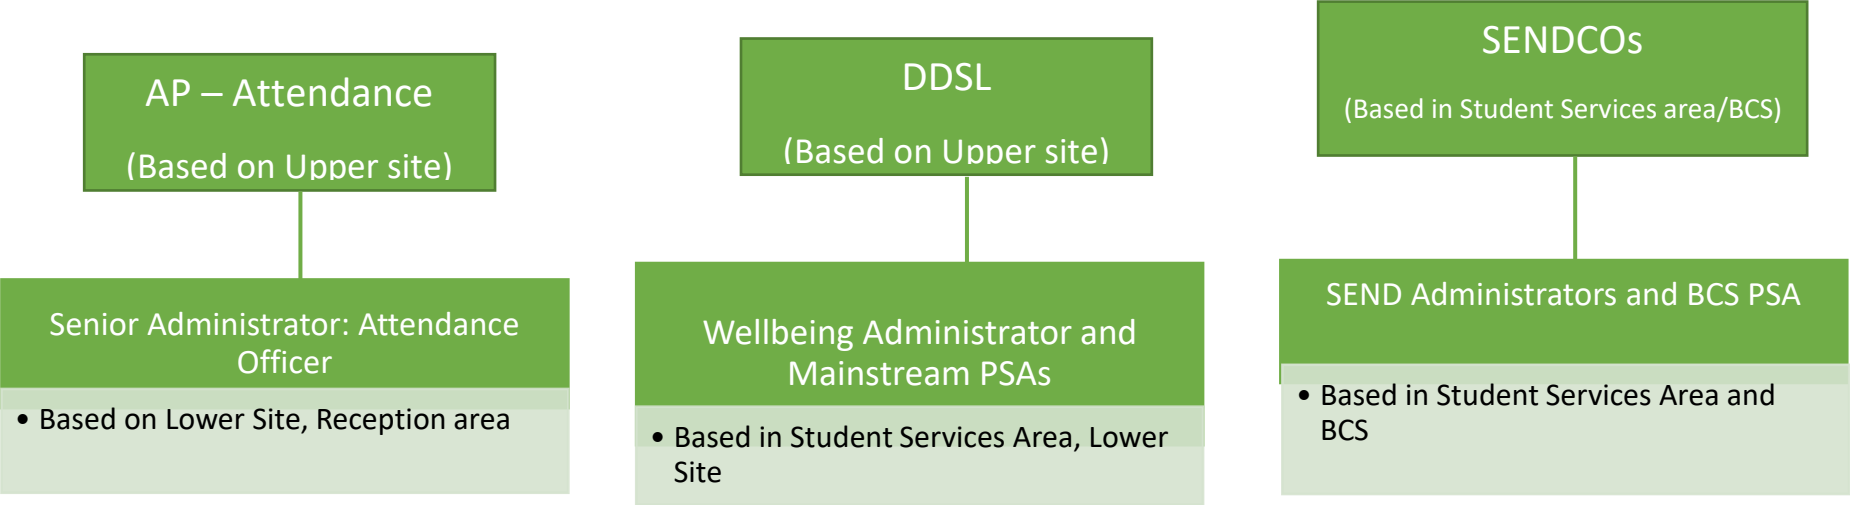 AP – Attendance
(Based on Upper site)
Senior Administrator: Attendance
Officer
• Based on Lower Site, Reception area
DDSL
(Based on Upper site)
Wellbeing Administrator and
Mainstream PSAs
• Based in Student Services Area, Lower
Site
SENDCOs
(Based in Student Services area/BCS)
SEND Administrators and BCS PSA
• Based in Student Services Area and
BCS